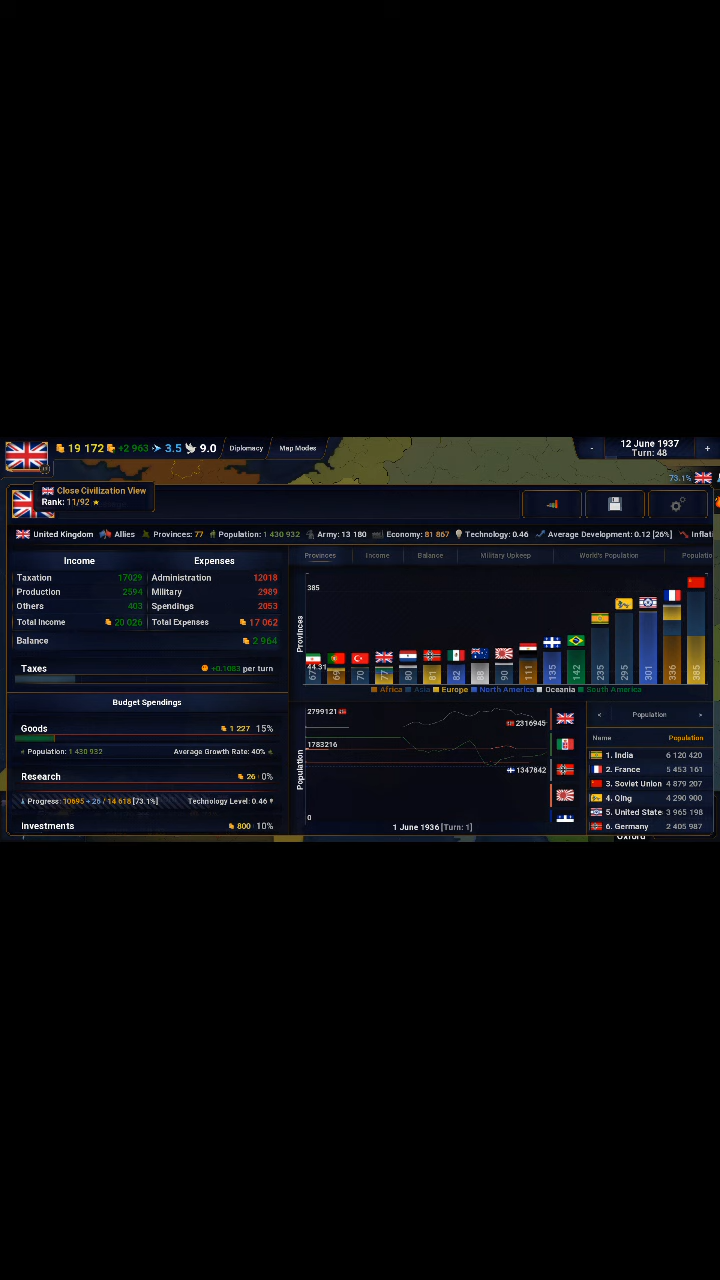 19 172 +2 963 3.5 9.0 Diplomacy Map Modes - 12 June 1937 +
Turn: 48
73.1%
Close Civilization View
Rank: 11/92
United Kingdom Allies Provinces: 77 Population: 1 430 932 Army: 13 180 Economy: 81 867 Technology: 0.46 Average Development: 0.12 [26%] Inflati
Income Expenses
Taxation 17029 Administration 12018
Production 2594 Military 2989
Others 403 Spendings 2053
Total Income 20 026 Total Expenses 17 062
Balance 2 964
Taxes +0.1083 per turn
Budget Spendings
Goods 1 227 15%
Population: 1 430 932 Average Growth Rate: 40%
Research 26 0%
Progress: 10695 + 26 / 14 618 [73.1%] Technology Level: 0.46
Investments 800 10%
Provinces Income Balance Military Upkeep World's Population Populatio
385
Provinces
44.31
67 69 70 77 80 81 82 88 90 111 135 142 235 295 301 336 385
Africa Asia Europe North America Oceania South America
2799121
2316945
1783216
Population
1347842
0
1 June 1936 [Turn: 1]
< Population >
Name Population
1. India 6 120 420
2. France 5 453 161
3. Soviet Union 4 879 207
4. Qing 4 290 900
5. United State 3 965 198
6. Germany 2 405 987
Oxford